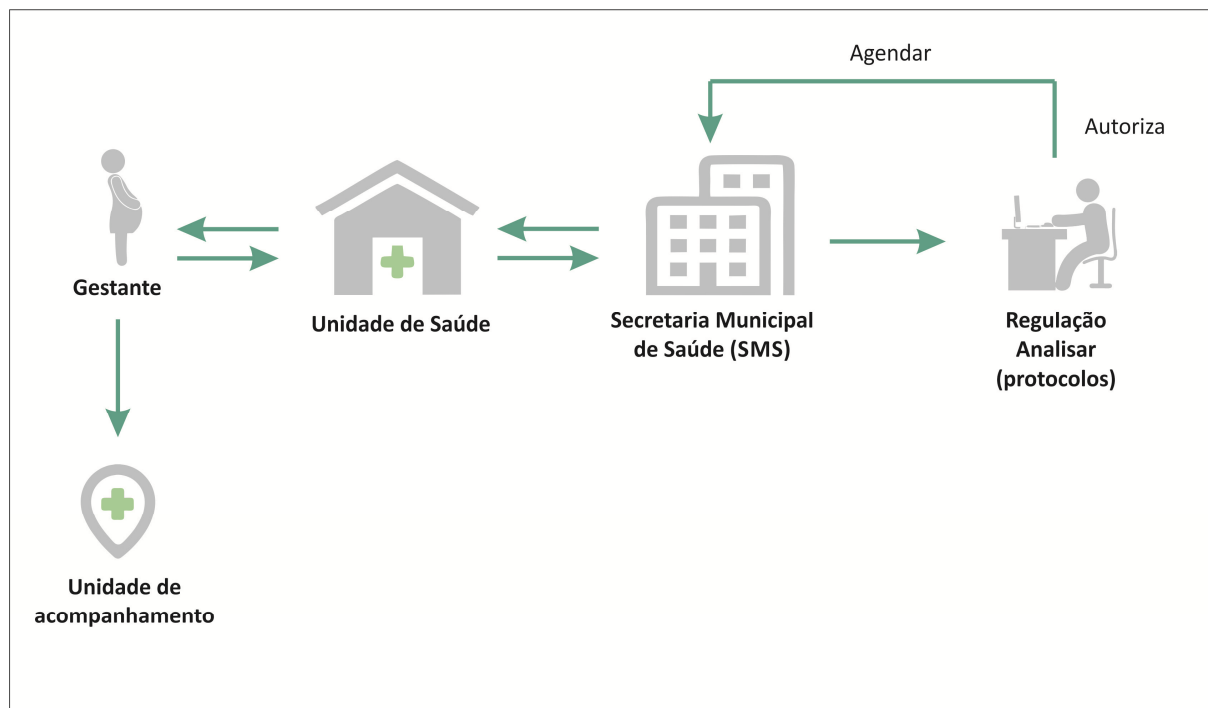 Agendar
Autoriza
Gestante
Unidade de Saúde
Secretaria Municipal
de Saúde (SMS)
Regulação
Analisar
(protocolos)
Unidade de
acompanhamento